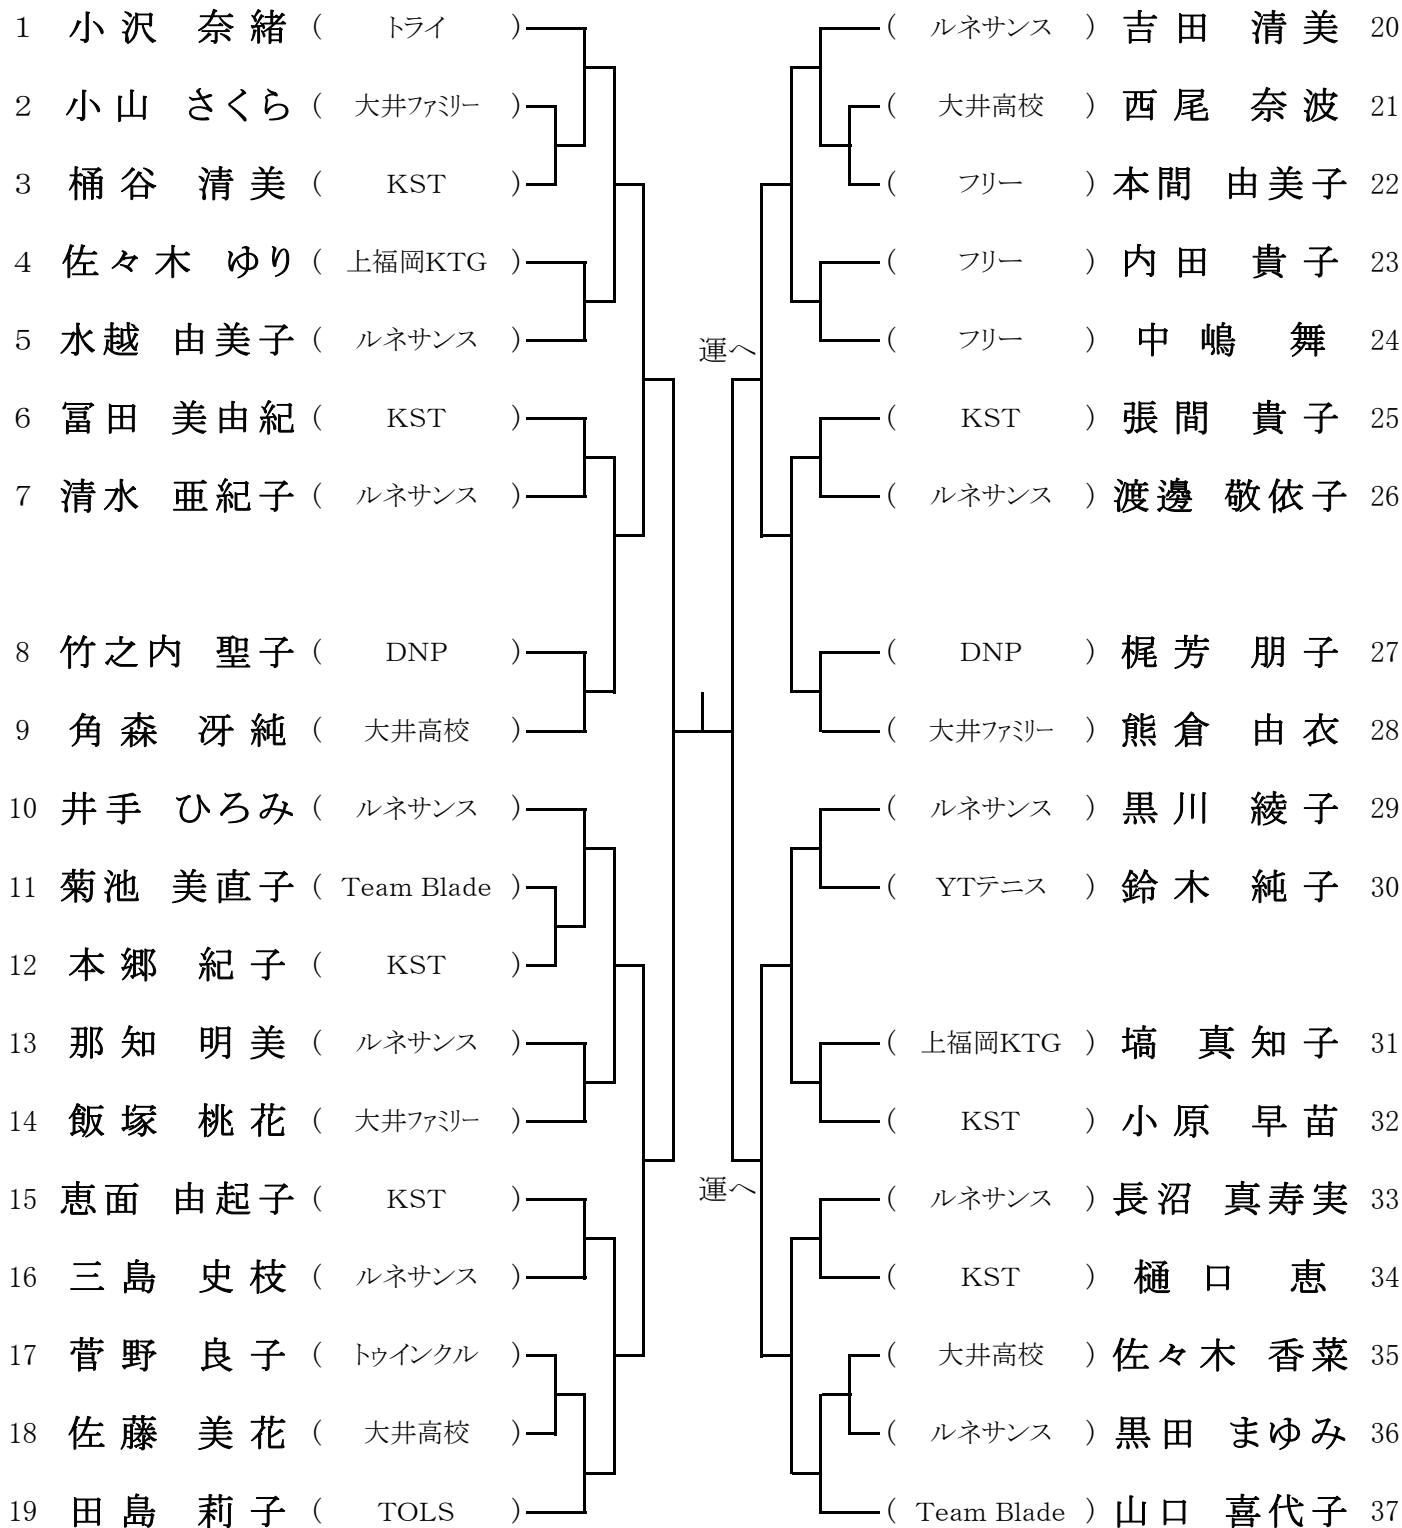 1 小沢 奈緒 ( トライ )
2 小山 さくら ( 大井ファミリー )
3 桶谷 清美 ( KST )
4 佐々木 ゆり ( 上福岡KTG )
5 水越 由美子 ( ルネサンス )
6 冨田 美由紀 ( KST )
7 清水 亜紀子 ( ルネサンス )
8 竹之内 聖子 ( DNP )
9 角森 冴純 ( 大井高校 )
10 井手 ひろみ ( ルネサンス )
11 菊池 美直子 ( Team Blade )
12 本郷 紀子 ( KST )
13 那知 明美 ( ルネサンス )
14 飯塚 桃花 ( 大井ファミリー )
15 恵面 由起子 ( KST )
16 三島 史枝 ( ルネサンス )
17 菅野 良子 ( トゥインクル )
18 佐藤 美花 ( 大井高校 )
19 田島 莉子 ( TOLS )
運へ
運へ
( ルネサンス ) 吉田 清美 20
( 大井高校 ) 西尾 奈波 21
( フリー ) 本間 由美子 22
( フリー ) 内田 貴子 23
( フリー ) 中嶋 舞 24
( KST ) 張間 貴子 25
( ルネサンス ) 渡邊 敬依子 26
( DNP ) 梶芳 朋子 27
( 大井ファミリー ) 熊倉 由衣 28
( ルネサンス ) 黒川 綾子 29
( YTテニス ) 鈴木 純子 30
( 上福岡KTG ) 塙 真知子 31
( KST ) 小原 早苗 32
( ルネサンス ) 長沼 真寿実 33
( KST ) 樋口 恵 34
( 大井高校 ) 佐々木 香菜 35
( ルネサンス ) 黒田 まゆみ 36
( Team Blade ) 山口 喜代子 37